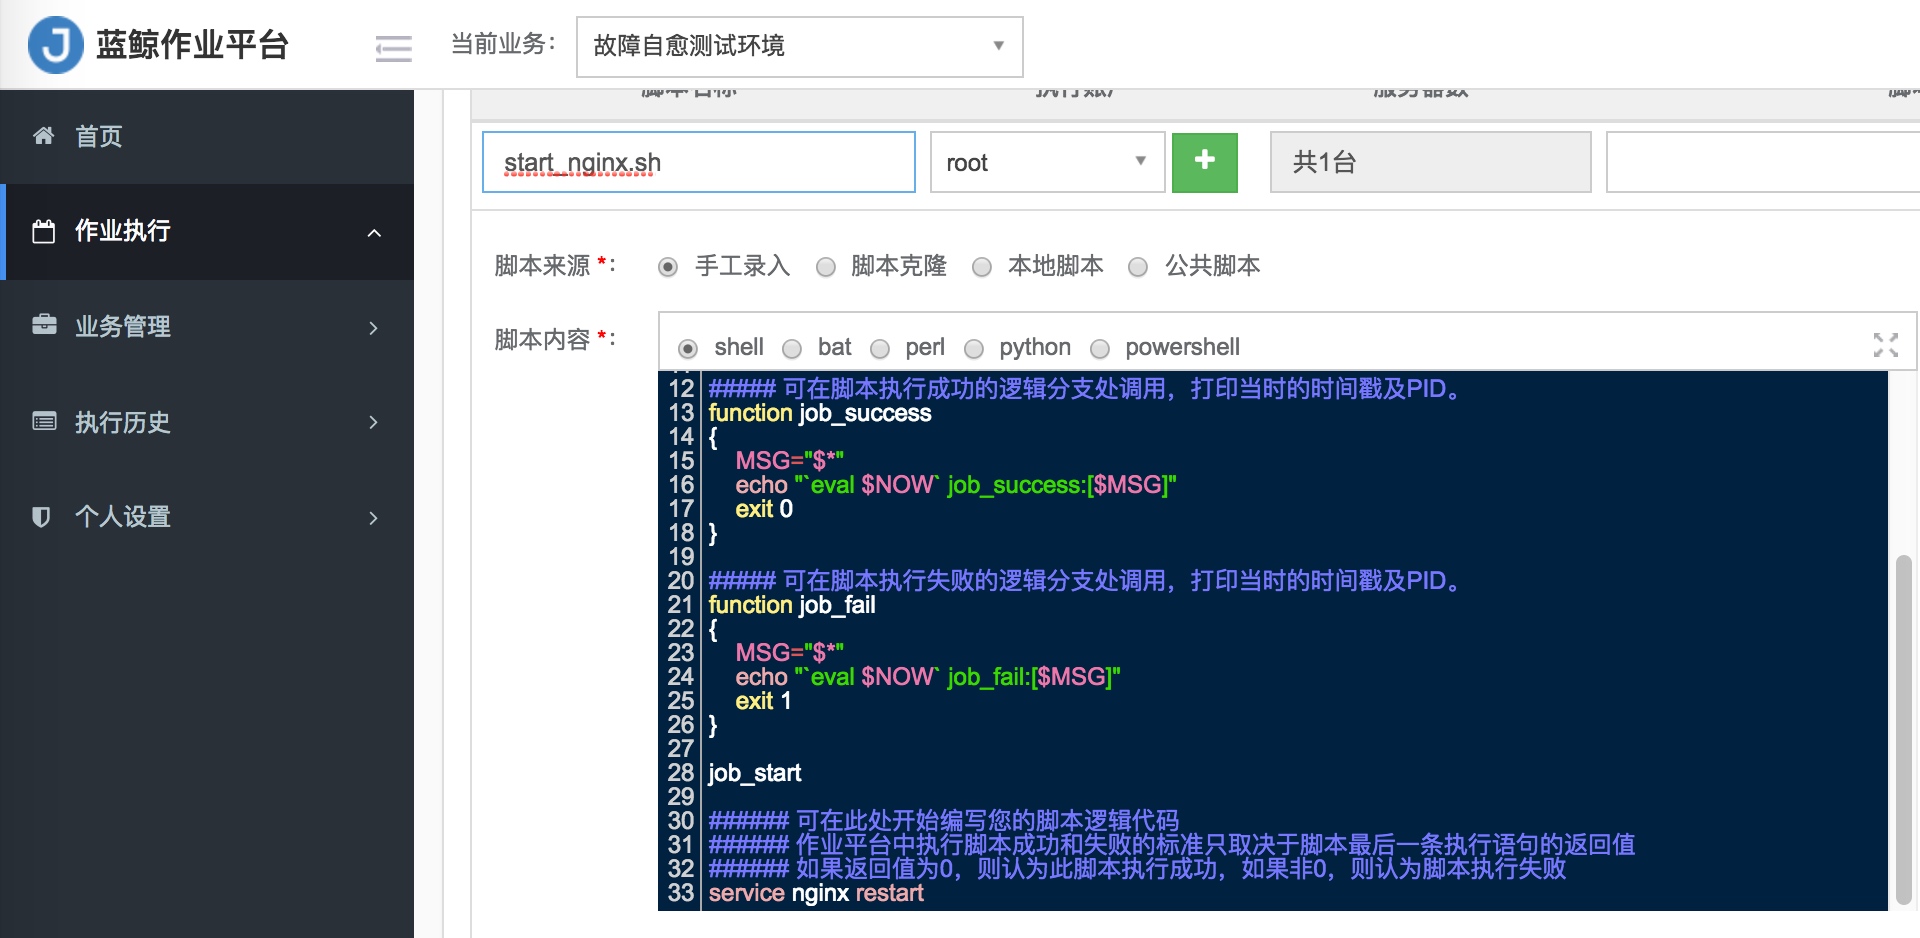 蓝鲸作业平台
当前业务：
故障自愈测试环境
首页
作业执行
业务管理
执行历史
个人设置
脚本名称 执行账户 服务器数
start_nginx.sh root 共1台
脚本来源 *： 手工录入 脚本克隆 本地脚本 公共脚本
脚本内容 *： shell bat perl python powershell
12 ##### 可在脚本执行成功的逻辑分支处调用，打印当时的时间戳及PID。
13 function job_success
14 {
15 MSG="$*"
16 echo "`eval $NOW` job_success:[$MSG]"
17 exit 0
18 }
19
20 ##### 可在脚本执行失败的逻辑分支处调用，打印当时的时间戳及PID。
21 function job_fail
22 {
23 MSG="$*"
24 echo "`eval $NOW` job_fail:[$MSG]"
25 exit 1
26 }
27
28 job_start
29
30 ###### 可在此处开始编写您的脚本逻辑代码
31 ###### 作业平台中执行脚本成功和失败的标准只取决于脚本最后一条执行语句的返回值
32 ###### 如果返回值为0，则认为此脚本执行成功，如果非0，则认为脚本执行失败
33 service nginx restart